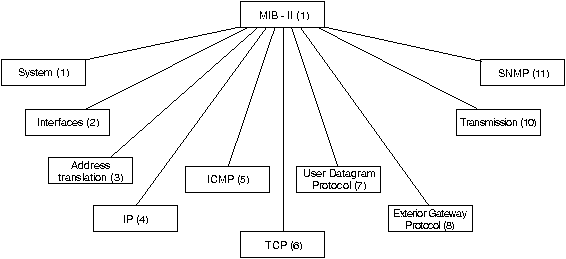 MIB - II (1)
System (1)
SNMP (11)
Interfaces (2)
Transmission (10)
Address
translation (3)
ICMP (5)
User Datagram
Protocol (7)
IP (4)
Exterior Gateway
Protocol (8)
TCP (6)